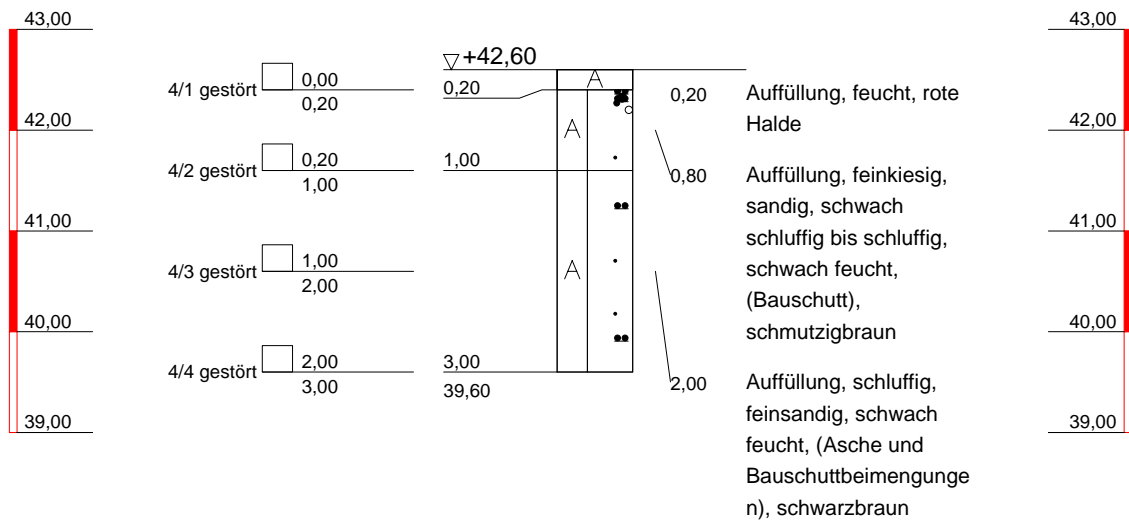 43,00
42,00
41,00
40,00
39,00
4/1 gestört
0,00
0,20
4/2 gestört
0,20
1,00
4/3 gestört
1,00
2,00
4/4 gestört
2,00
3,00
+42,60
0,20
1,00
3,00
39,60
A
A
A
0,20
Auffüllung, feucht, rote
Halde
0,80
Auffüllung, feinkiesig,
sandig, schwach
schluffig bis schluffig,
schwach feucht,
(Bauschutt),
schmutzigbraun
2,00
Auffüllung, schluffig,
feinsandig, schwach
feucht, (Asche und
Bauschuttbeimengunge
n), schwarzbraun
43,00
42,00
41,00
40,00
39,00